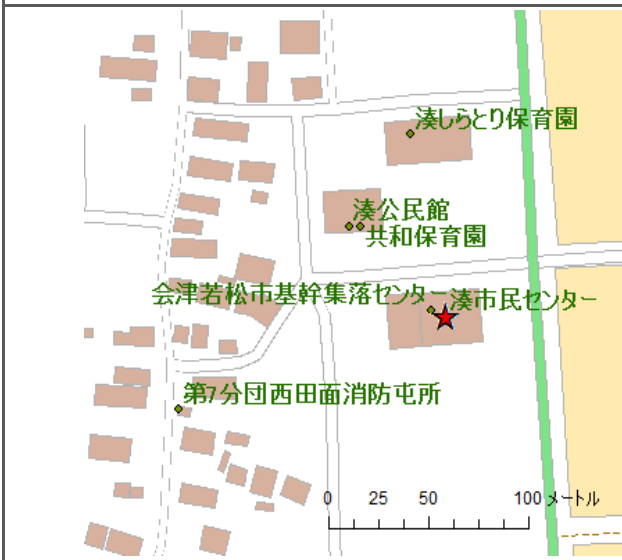 湊しらとり保育園
湊公民館
共和保育園
会津若松市基幹集落センター
湊市民センター
第7分団西田面消防屯所
0 25 50 100 メートル